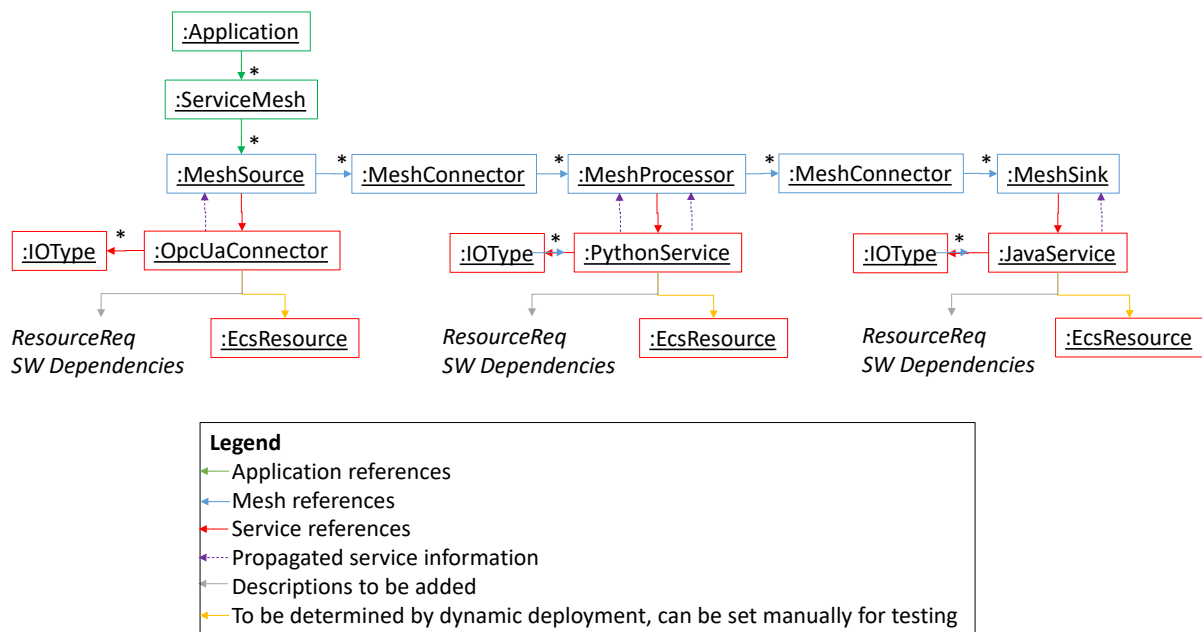 :Application
*
:ServiceMesh
*
:MeshSource
*
:MeshConnector
*
:MeshProcessor
*
:MeshConnector
*
:MeshSink
:IOType
*
:OpcUaConnector
:IOType
*
:PythonService
:IOType
*
:JavaService
ResourceReq
SW Dependencies
:EcsResource
ResourceReq
SW Dependencies
:EcsResource
ResourceReq
SW Dependencies
:EcsResource
Legend
Application references
Mesh references
Service references
Propagated service information
Descriptions to be added
To be determined by dynamic deployment, can be set manually for testing